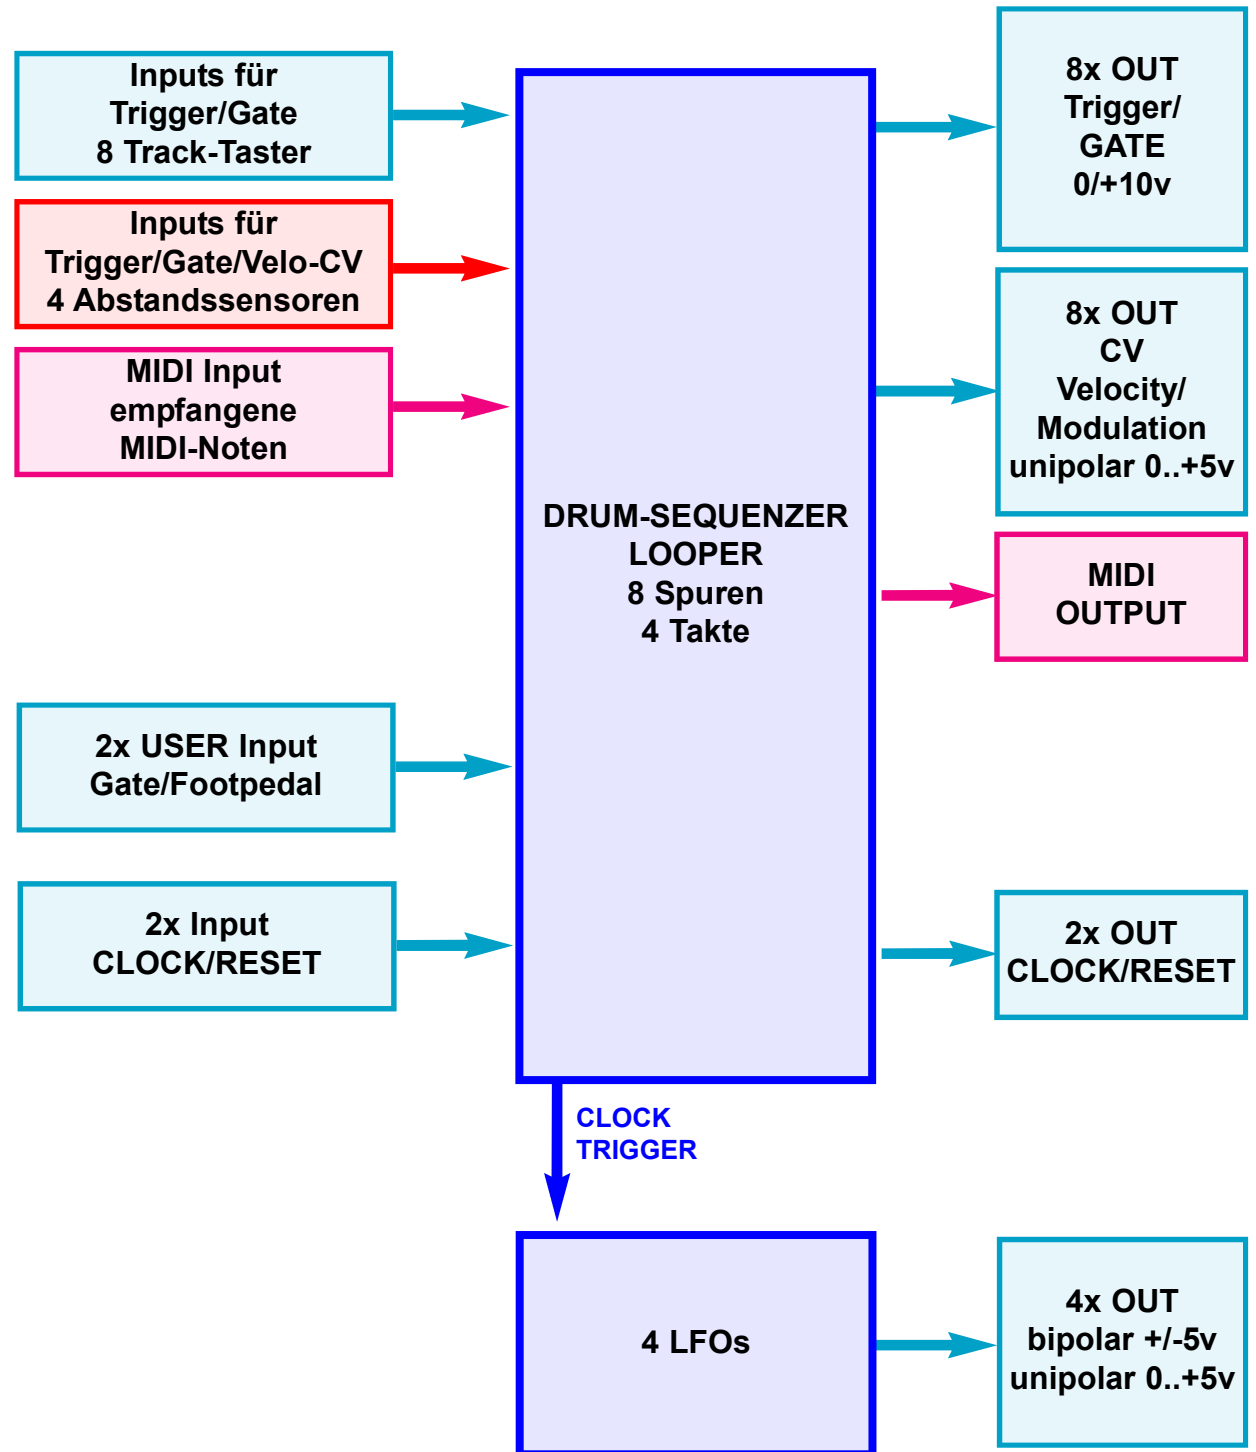 Inputs für
Trigger/Gate
8 Track-Taster
Inputs für
Trigger/Gate/Velo-CV
4 Abstandssensoren
MIDI Input
empfangene
MIDI-Noten
2x USER Input
Gate/Footpedal
2x Input
CLOCK/RESET
DRUM-SEQUENZER
LOOPER
8 Spuren
4 Takte
CLOCK
TRIGGER
4 LFOs
8x OUT
Trigger/
GATE
0/+10v
8x OUT
CV
Velocity/
Modulation
unipolar 0..+5v
MIDI
OUTPUT
2x OUT
CLOCK/RESET
4x OUT
bipolar +/-5v
unipolar 0..+5v